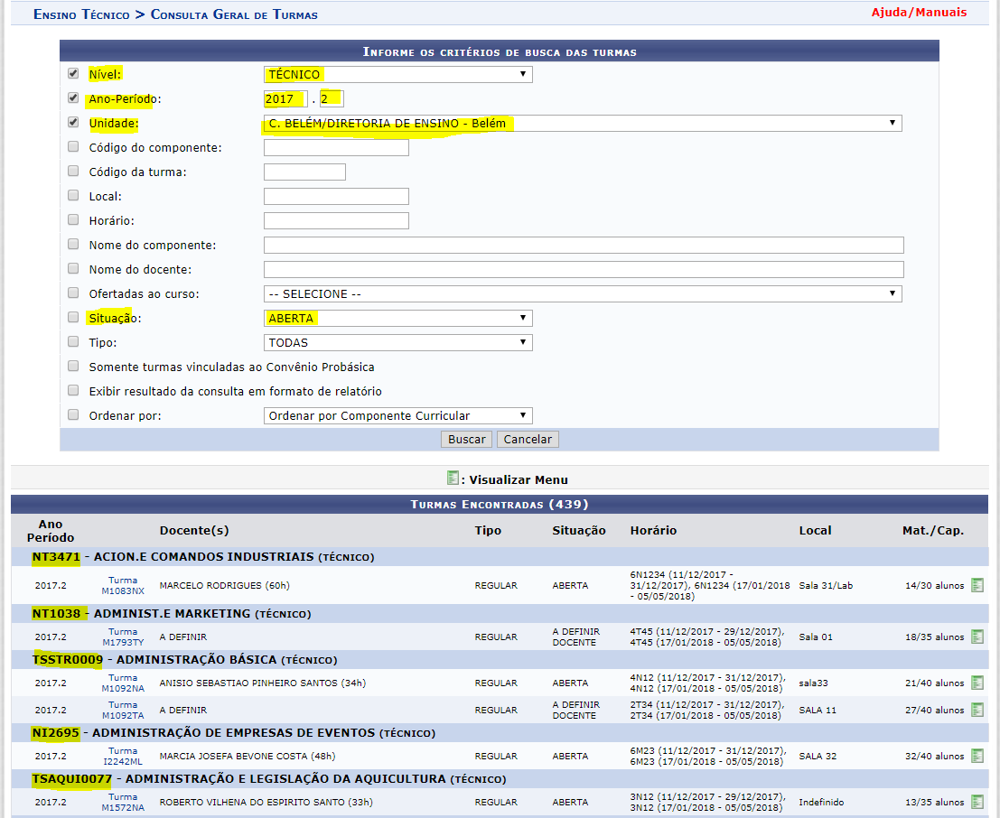 Ensino Técnico > Consulta Geral de Turmas
Ajuda/Manuais
Informe os critérios de busca das turmas
Nível: TÉCNICO
Ano-Período: 2017 . 2
Unidade: C. BELÉM/DIRETORIA DE ENSINO - Belém
Código do componente:
Código da turma:
Local:
Horário:
Nome do componente:
Nome do docente:
Ofertadas ao curso: -- SELECIONE --
Situação: ABERTA
Tipo: TODAS
Somente turmas vinculadas ao Convênio Probásica
Exibir resultado da consulta em formato de relatório
Ordenar por: Ordenar por Componente Curricular
Buscar Cancelar
: Visualizar Menu
Turmas Encontradas (439)
Ano Período Docente(s) Tipo Situação Horário Local Mat./Cap.
NT3471 - ACION.E COMANDOS INDUSTRIAIS (TÉCNICO)
2017.2 Turma M1083NX MARCELO RODRIGUES (60h) REGULAR ABERTA 6N1234 (11/12/2017 - 31/12/2017), 6N1234 (17/01/2018 - 05/05/2018) Sala 31/Lab 14/30 alunos
NT1038 - ADMINIST.E MARKETING (TÉCNICO)
2017.2 Turma M1793TY A DEFINIR REGULAR A DEFINIR DOCENTE 4T45 (11/12/2017 - 29/12/2017), 4T45 (17/01/2018 - 05/05/2018) Sala 01 18/35 alunos
TSSTR0009 - ADMINISTRAÇÃO BÁSICA (TÉCNICO)
2017.2 Turma M1092NA ANISIO SEBASTIAO PINHEIRO SANTOS (34h) REGULAR ABERTA 4N12 (11/12/2017 - 31/12/2017), 4N12 (17/01/2018 - 05/05/2018) sala33 21/40 alunos
2017.2 Turma M1092TA A DEFINIR REGULAR A DEFINIR DOCENTE 2T34 (11/12/2017 - 31/12/2017), 2T34 (17/01/2018 - 05/05/2018) SALA 11 27/40 alunos
NI2695 - ADMINISTRAÇÃO DE EMPRESAS DE EVENTOS (TÉCNICO)
2017.2 Turma I2242ML MARCIA JOSEFA BEVONE COSTA (48h) REGULAR ABERTA 6M23 (11/12/2017 - 31/12/2017), 6M23 (17/01/2018 - 05/05/2018) SALA 32 32/40 alunos
TSAQUI0077 - ADMINISTRAÇÃO E LEGISLAÇÃO DA AQUICULTURA (TÉCNICO)
2017.2 Turma M1572NA ROBERTO VILHENA DO ESPIRITO SANTO (33h) REGULAR ABERTA 3N12 (11/12/2017 - 29/12/2017), 3N12 (17/01/2018 - 05/05/2018) Indefinido 13/35 alunos